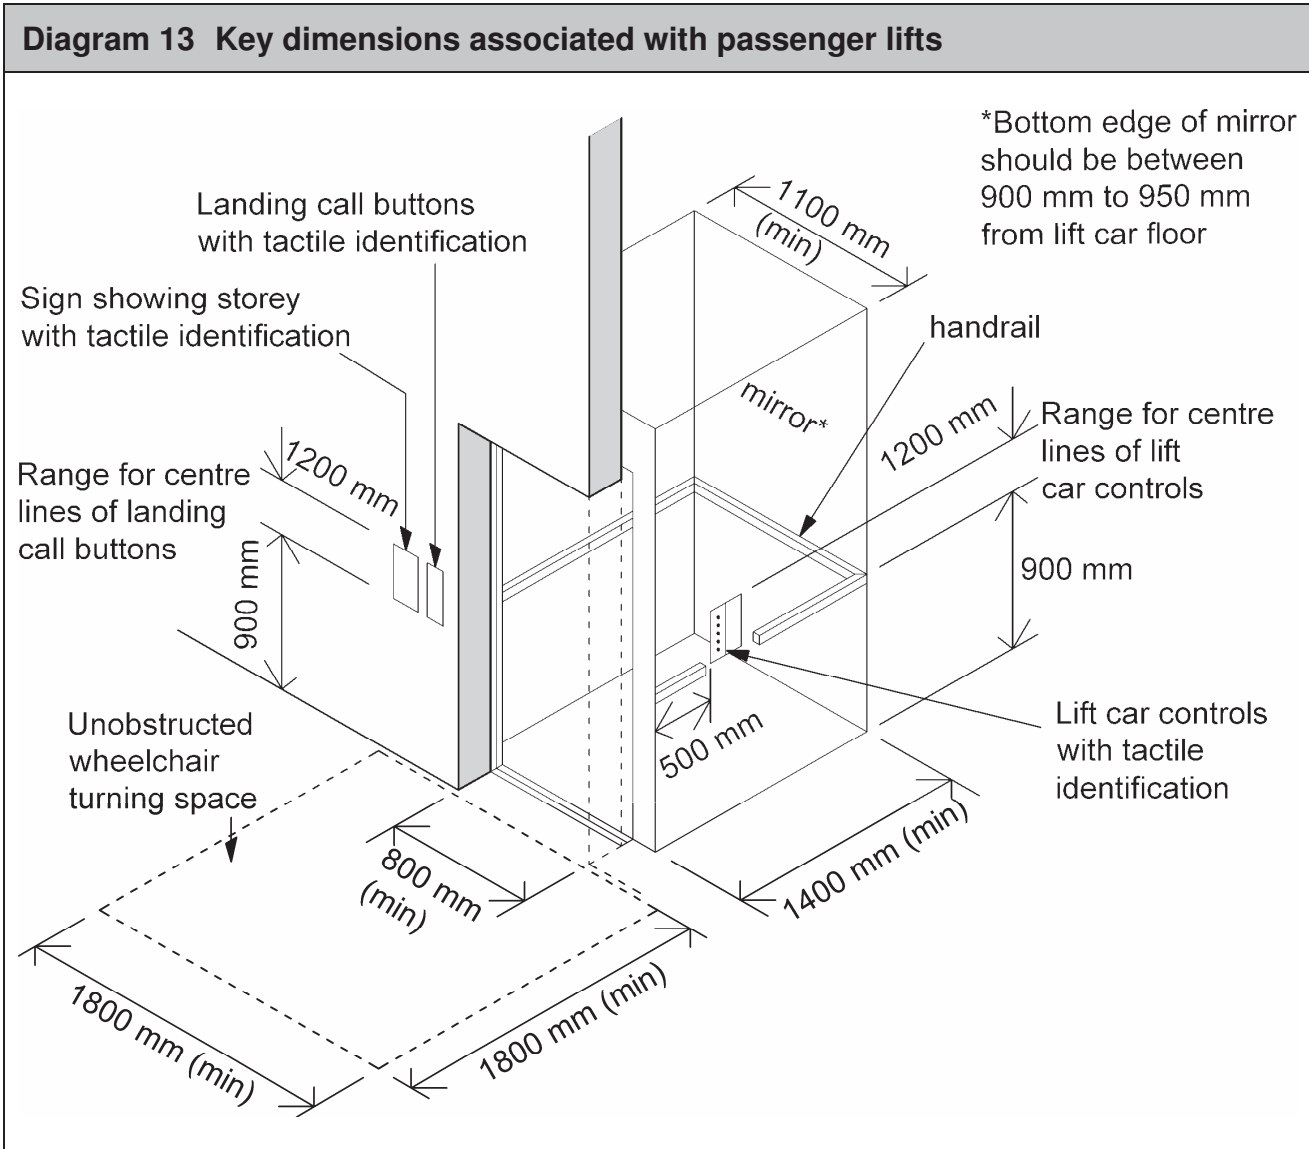 Diagram 13 Key dimensions associated with passenger lifts
*Bottom edge of mirror
should be between
900 mm to 950 mm
from lift car floor
1100 mm
(min)
Landing call buttons
with tactile identification
Sign showing storey
with tactile identification
handrail
mirror*
1200 mm
Range for centre
lines of lift
car controls
1200 mm
Range for centre
lines of landing
call buttons
900 mm
900 mm
Unobstructed
wheelchair
turning space
500 mm
Lift car controls
with tactile
identification
800 mm
(min)
1400 mm (min)
1800 mm (min)
1800 mm (min)